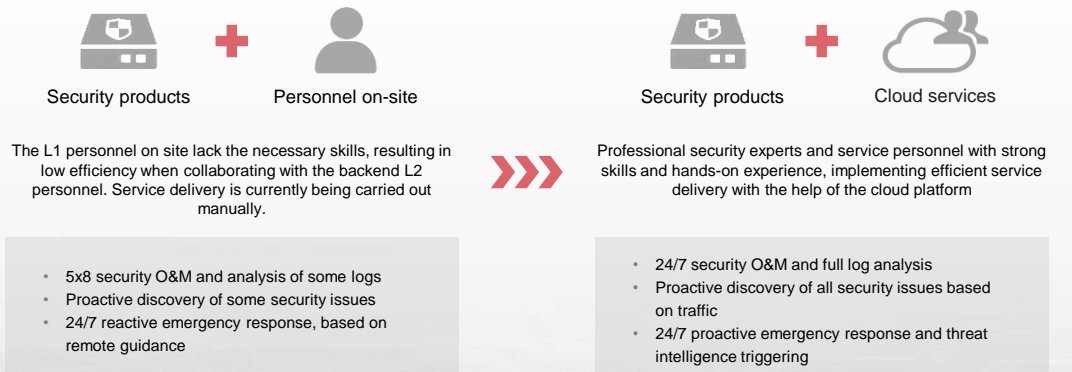 Security products
Personnel on-site
The L1 personnel on site lack the necessary skills, resulting in
low efficiency when collaborating with the backend L2
personnel. Service delivery is currently being carried out
manually.
• 5x8 security O&M and analysis of some logs
• Proactive discovery of some security issues
• 24/7 reactive emergency response, based on
remote guidance
Security products
Cloud services
Professional security experts and service personnel with strong
skills and hands-on experience, implementing efficient service
delivery with the help of the cloud platform
• 24/7 security O&M and full log analysis
• Proactive discovery of all security issues based
on traffic
• 24/7 proactive emergency response and threat
intelligence triggering